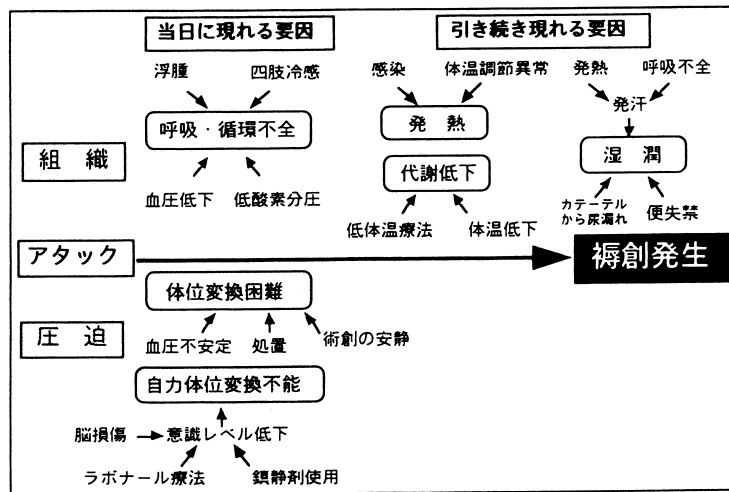 当日に現れる要因
引き続き現れる要因
浮腫
四肢冷感
感染
体温調節異常
発熱
呼吸不全
発汗
呼吸・循環不全
発 熱
組 織
湿 潤
代謝低下
血圧低下
低酸素分圧
カテーテル
から尿漏れ
便失禁
低体温療法
体温低下
アタック
褥創発生
体位変換困難
圧 迫
血圧不安定
処置
術創の安静
自力体位変換不能
脳損傷
意識レベル低下
ラボナール療法
鎮静剤使用